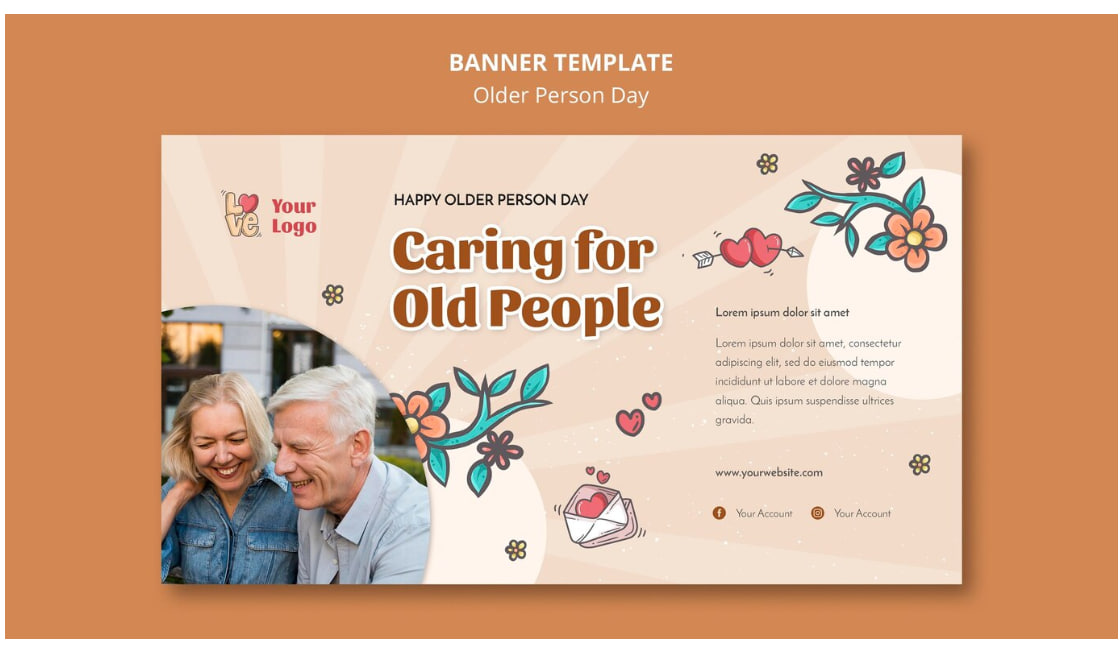 BANNER TEMPLATE
Older Person Day
LOVE
Your
Logo
HAPPY OLDER PERSON DAY
Caring for
Old People
Lorem ipsum dolor sit amet
Lorem ipsum dolor sit amet, consectetur
adipiscing elit, sed do eiusmod tempor
incididunt ut labore et dolore magna
aliqua. Quis ipsum suspendisse ultrices
gravida.
www.yourwebsite.com
Your Account
Your Account